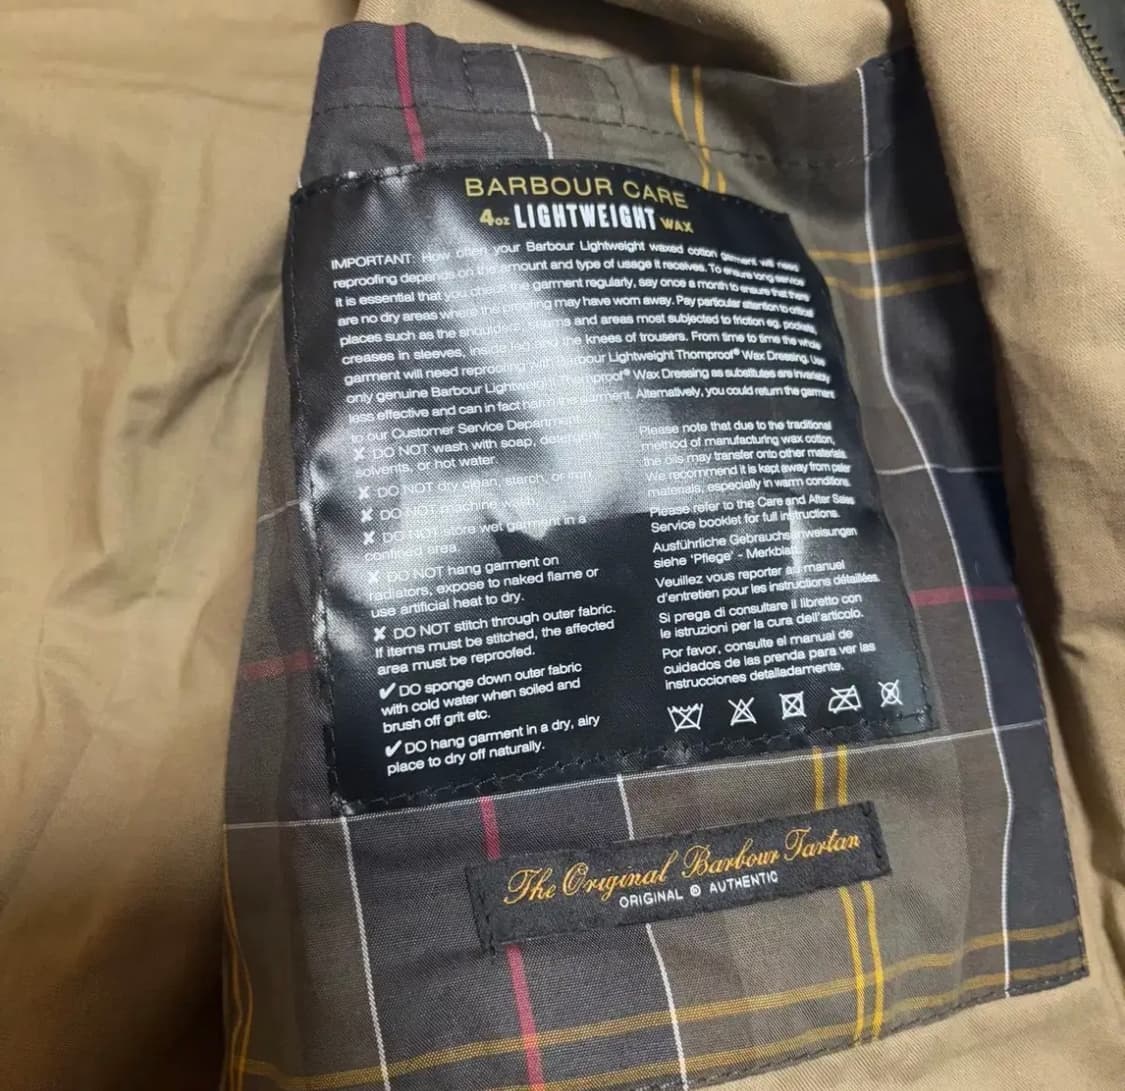 BARBOUR CARE
4oz LIGHTWEIGHT WAX
IMPORTANT: How often your Barbour Lightweight waxed cotton garment will need
reproofing depends on the amount and type of usage it receives. To ensure long service
it is essential that you check the garment regularly, say once a month to ensure that there
are no dry areas where the proofing may have worn away. Pay particular attention to critical
places such as the shoulders, seams and areas most subjected to friction eg. pockets,
creases in sleeves, inside leg and the knees of trousers. From time to time the whole
garment will need reproofing with Barbour Lightweight Thornproof® Wax Dressing. Use
only genuine Barbour Lightweight Thornproof® Wax Dressing as substitutes are invariably
less effective and can in fact harm the garment. Alternatively, you could return the garment
to our Customer Service Department.
✘ DO NOT wash with soap, detergent,
solvents, or hot water.
✘ DO NOT dry clean, starch, or iron
✘ DO NOT machine wash.
✘ DO NOT store wet garment in a
confined area.
✘ DO NOT hang garment on
radiators, expose to naked flame or
use artificial heat to dry.
✘ DO NOT stitch through outer fabric.
If items must be stitched, the affected
area must be reproofed.
✔ DO sponge down outer fabric
with cold water when soiled and
brush off grit etc.
✔ DO hang garment in a dry, airy
place to dry off naturally.
Please note that due to the traditional
method of manufacturing wax cotton,
the oils may transfer onto other materials.
We recommend it is kept away from paler
materials, especially in warm conditions.
Please refer to the Care and After Sales
Service booklet for full instructions.
Ausführliche Gebrauchsanweisungen
siehe 'Pflege' - Merkblatt
Veuillez vous reporter au manuel
d'entretien pour les instructions détaillées.
Si prega di consultare il libretto con
le istruzioni per la cura dell'articolo.
Por favor, consulte el manual de
cuidados de las prenda para ver las
instrucciones detalladamente.
The Original Barbour Tartan
ORIGINAL ® AUTHENTIC